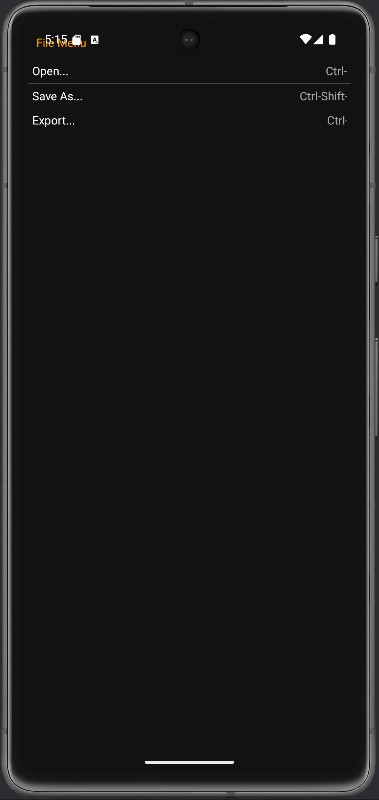 5:15
File Menu
Open... Ctrl-
Save As... Ctrl-Shift-
Export... Ctrl-